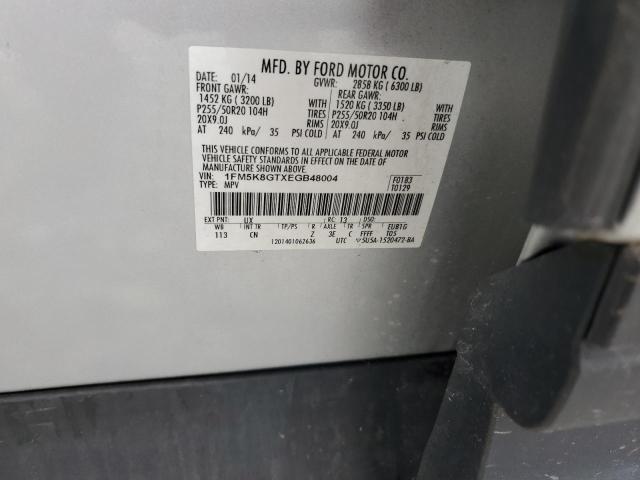 MFD. BY FORD MOTOR CO.
DATE: 01/14 GVWR: 2858 KG ( 6300 LB)
FRONT GAWR: REAR GAWR:
1452 KG ( 3200 LB) WITH 1520 KG ( 3350 LB) WITH
P255/50R20 104H TIRES P255/50R20 104H TIRES
20X9.0J RIMS 20X9.0J RIMS
AT 240 kPa/ 35 PSI COLD AT 240 kPa/ 35 PSI COLD
THIS VEHICLE CONFORMS TO ALL APPLICABLE FEDERAL MOTOR
VEHICLE SAFETY STANDARDS IN EFFECT ON THE DATE OF
MANUFACTURE SHOWN ABOVE.
VIN: 1FM5K8GTXEGB48004 F0183
TYPE: MPV T0129
EXT PNT: UX RC: 13 DSO:
WB INT TR TP/PS R AXLE TR SPR EUBTG
113 CN Z 3E C FFFF T05
1201401062636 UTC 5U5A-1520472-BA